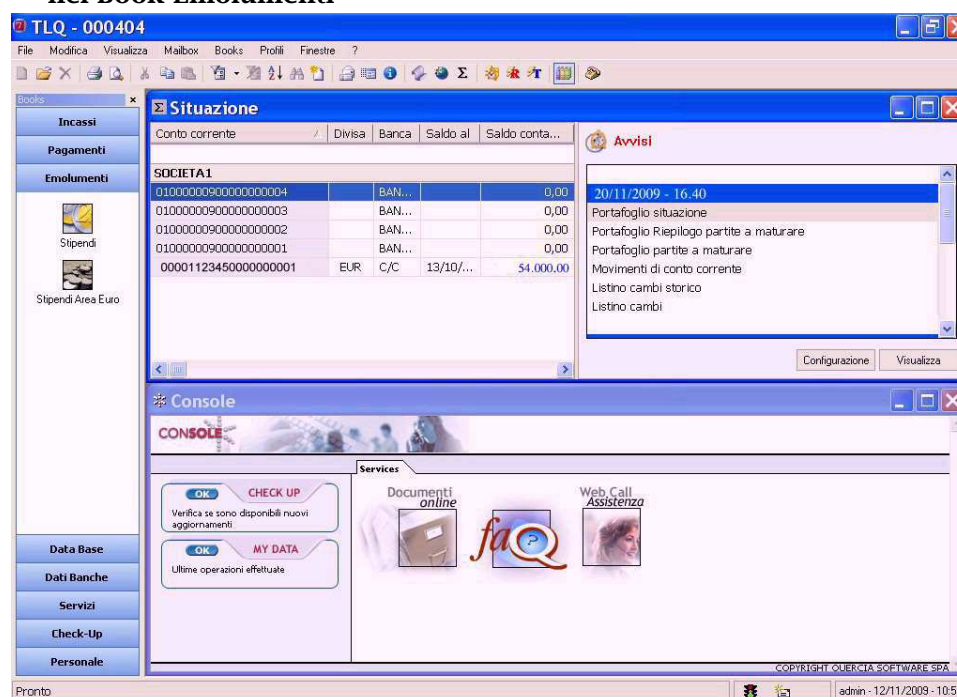 nei Book Emolumenti
TLQ - 000404
File Modifica Visualizza Mailbox Books Profili Finestre ?
Books
Incassi
Pagamenti
Emolumenti
Stipendi
Stipendi Area Euro
Data Base
Dati Banche
Servizi
Check-Up
Personale
Situazione
Conto corrente Divisa Banca Saldo al Saldo conta...
SOCIETA1
01000000900000000004 BAN... 0,00
01000000900000000003 BAN... 0,00
01000000900000000002 BAN... 0,00
01000000900000000001 BAN... 0,00
00001123450000000001 EUR C/C 13/10/... 54.000,00
Avvisi
20/11/2009 - 16.40
Portafoglio situazione
Portafoglio Riepilogo partite a maturare
Portafoglio partite a maturare
Movimenti di conto corrente
Listino cambi storico
Listino cambi
Configurazione Visualizza
Console
CONSOLE
Services
OK CHECK UP
Verifica se sono disponibili nuovi
aggiornamenti
OK MY DATA
Ultime operazioni effettuate
Documenti
online
faQ
?
Web Call
Assistenza
COPYRIGHT QUERCIA SOFTWARE SPA
Pronto
admin - 12/11/2009 - 10:5